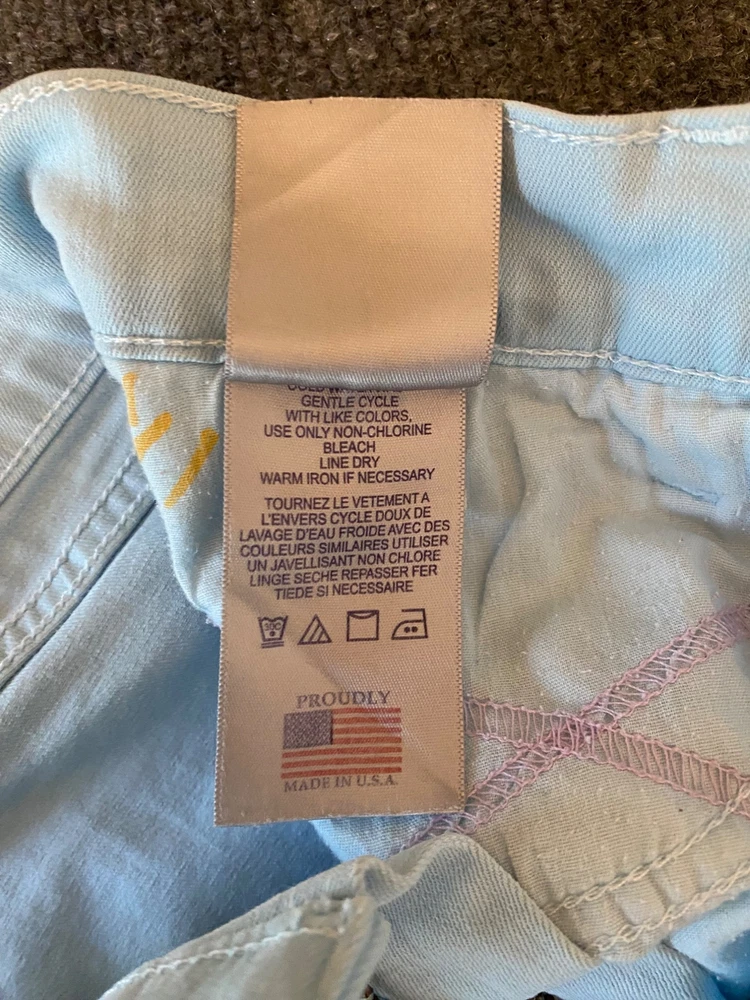 GENTLE CYCLE
WITH LIKE COLORS,
USE ONLY NON-CHLORINE
BLEACH
LINE DRY
WARM IRON IF NECESSARY
TOURNEZ LE VETEMENT A
L'ENVERS CYCLE DOUX DE
LAVAGE D'EAU FROIDE AVEC DES
COULEURS SIMILAIRES UTILISER
UN JAVELLISANT NON CHLORE
LINGE SECHE REPASSER FER
TIEDE SI NECESSAIRE
30C
PROUDLY
MADE IN U.S.A.